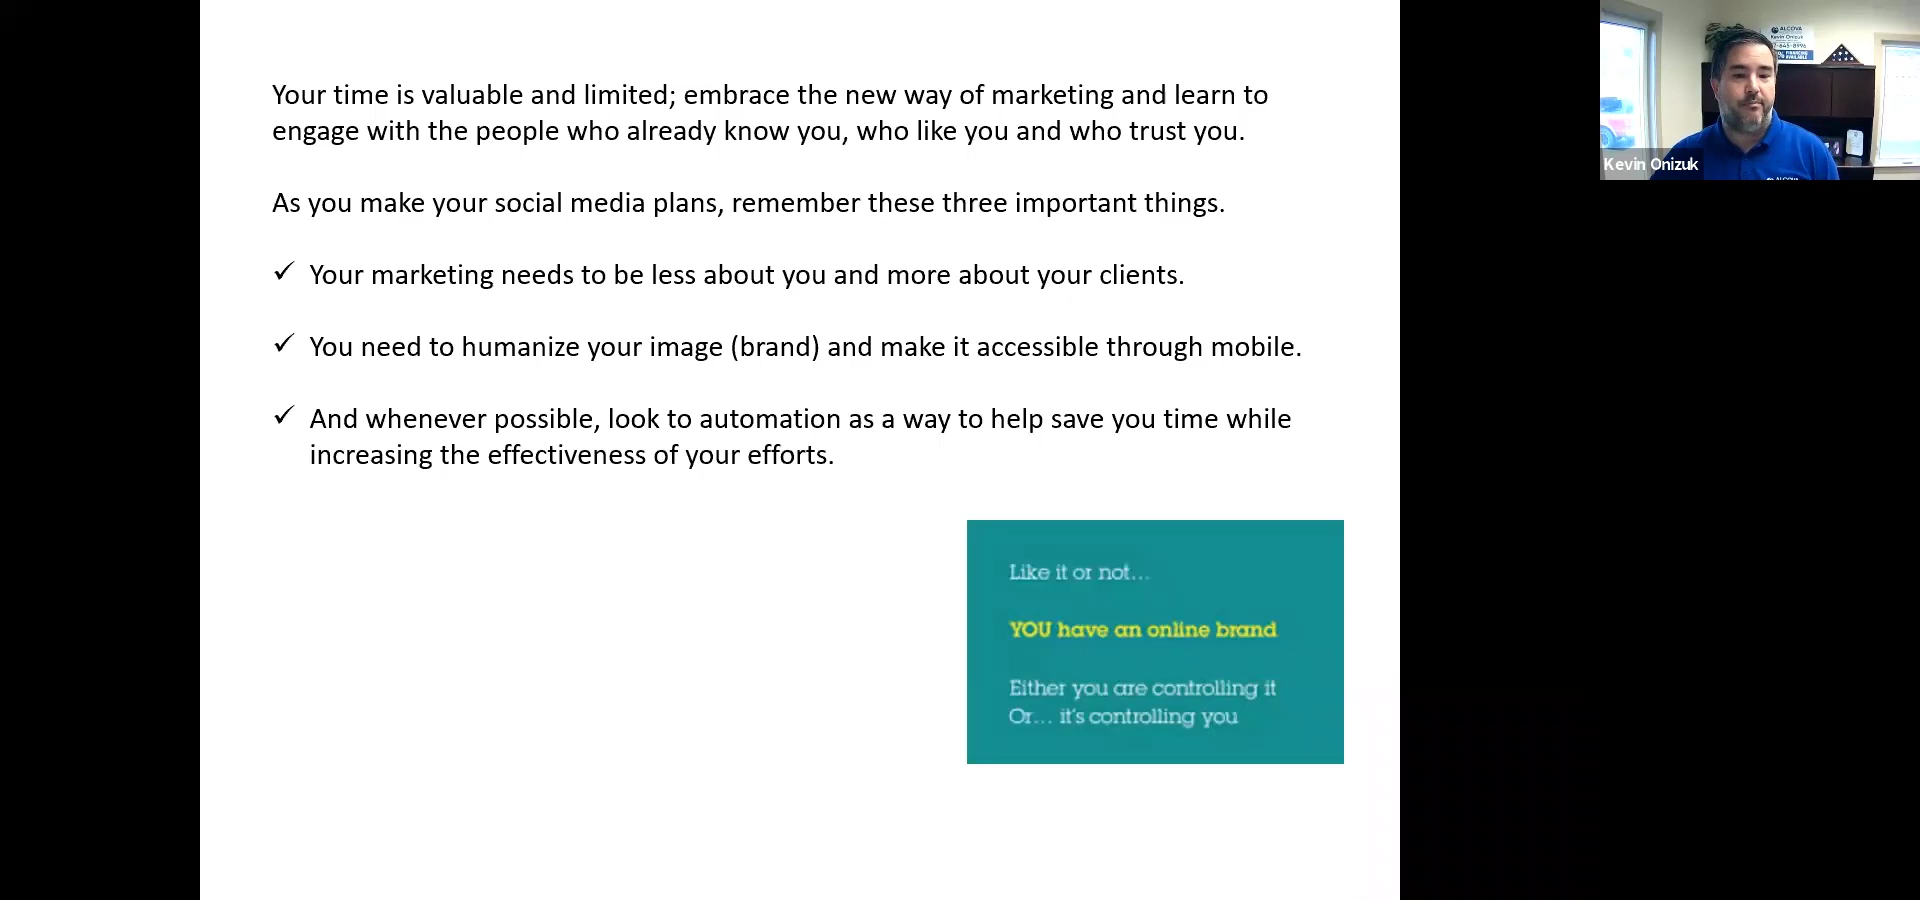 Your time is valuable and limited; embrace the new way of marketing and learn to
engage with the people who already know you, who like you and who trust you.
As you make your social media plans, remember these three important things.
✓ Your marketing needs to be less about you and more about your clients.
✓ You need to humanize your image (brand) and make it accessible through mobile.
✓ And whenever possible, look to automation as a way to help save you time while
increasing the effectiveness of your efforts.
Like it or not...
YOU have an online brand
Either you are controlling it
Or... it's controlling you
ALCOVA
Kevin Onizuk
Kevin Onizuk
ALCOVA